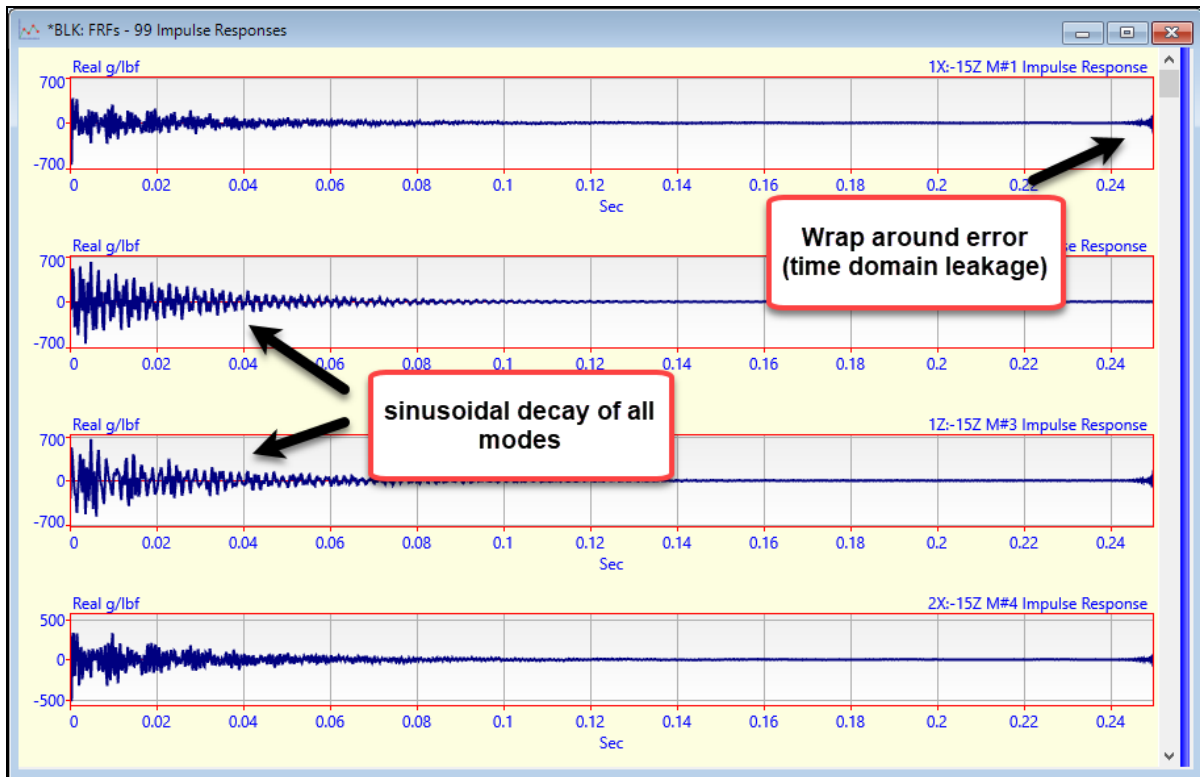 *BLK: FRFs - 99 Impulse Responses
Real g/lbf 1X:-15Z M#1 Impulse Response
700
0
-700
0 0.02 0.04 0.06 0.08 0.1 0.12 0.14 0.16 0.18 0.2 0.22 0.24
Sec
Wrap around error
(time domain leakage)
Real g/lbf se Response
700
0
-700
0 0.02 0.04 0.06 0.08 0.1 0.12 0.14 0.16 0.18 0.2 0.22 0.24
sinusoidal decay of all
modes
Real g/lbf 1Z:-15Z M#3 Impulse Response
700
0
-700
0 0.02 0.04 0.06 0.08 0.1 0.12 0.14 0.16 0.18 0.2 0.22 0.24
Sec
Real g/lbf 2X:-15Z M#4 Impulse Response
500
0
-500
0 0.02 0.04 0.06 0.08 0.1 0.12 0.14 0.16 0.18 0.2 0.22 0.24
Sec